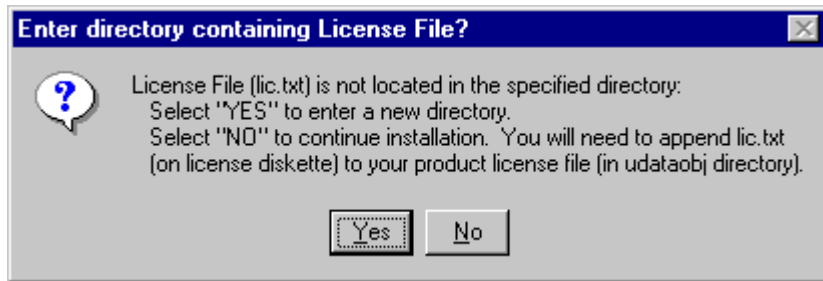 Enter directory containing License File?
License File (lic.txt) is not located in the specified directory:
Select "YES" to enter a new directory.
Select "NO" to continue installation.  You will need to append lic.txt
(on license diskette) to your product license file (in udataobj directory).
Yes
No